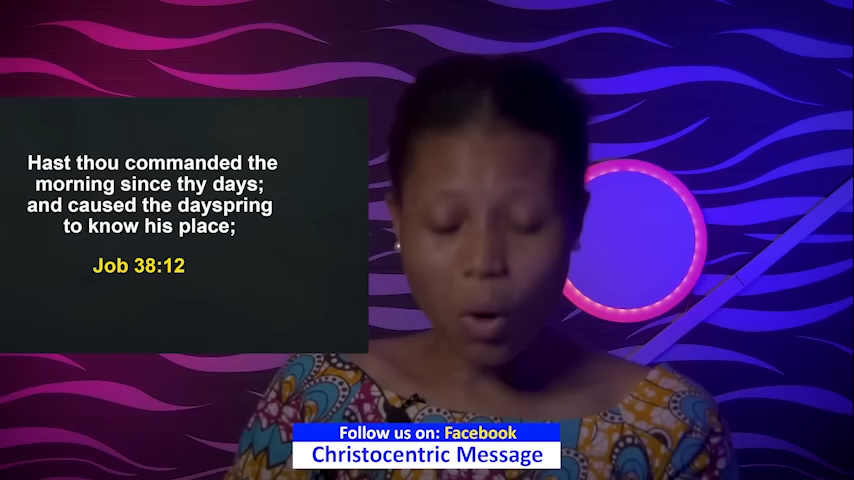 Hast thou commanded the
morning since thy days;
and caused the dayspring
to know his place;
Job 38:12
Follow us on: Facebook
Christocentric Message